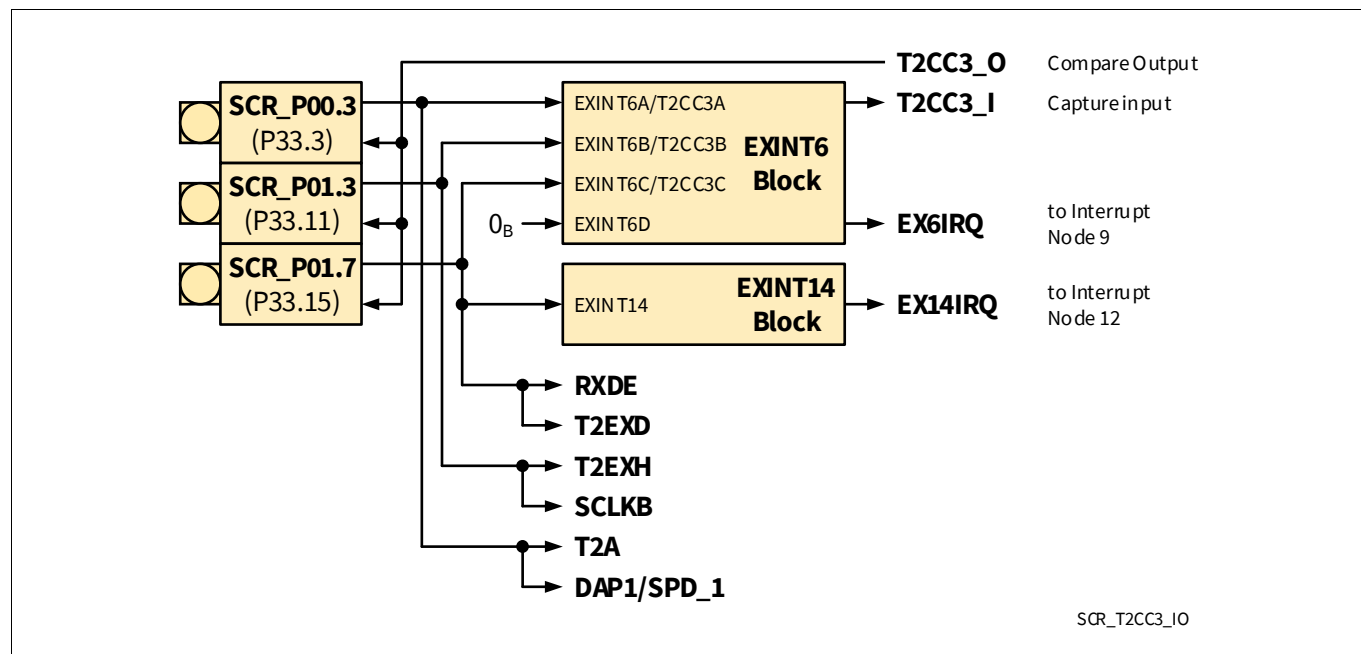 T2CC3_O Compare Output
SCR_P00.3
(P33.3)
EXINT6A/T2CC3A
T2CC3_I Capture input
EXINT6B/T2CC3B
EXINT6
Block
SCR_P01.3
(P33.11)
EXINT6C/T2CC3C
0B
EXINT6D
EX6IRQ
to Interrupt
Node 9
SCR_P01.7
(P33.15)
EXINT14
EXINT14
Block
EX14IRQ
to Interrupt
Node 12
RXDE
T2EXD
T2EXH
SCLKB
T2A
DAP1/SPD_1
SCR_T2CC3_IO